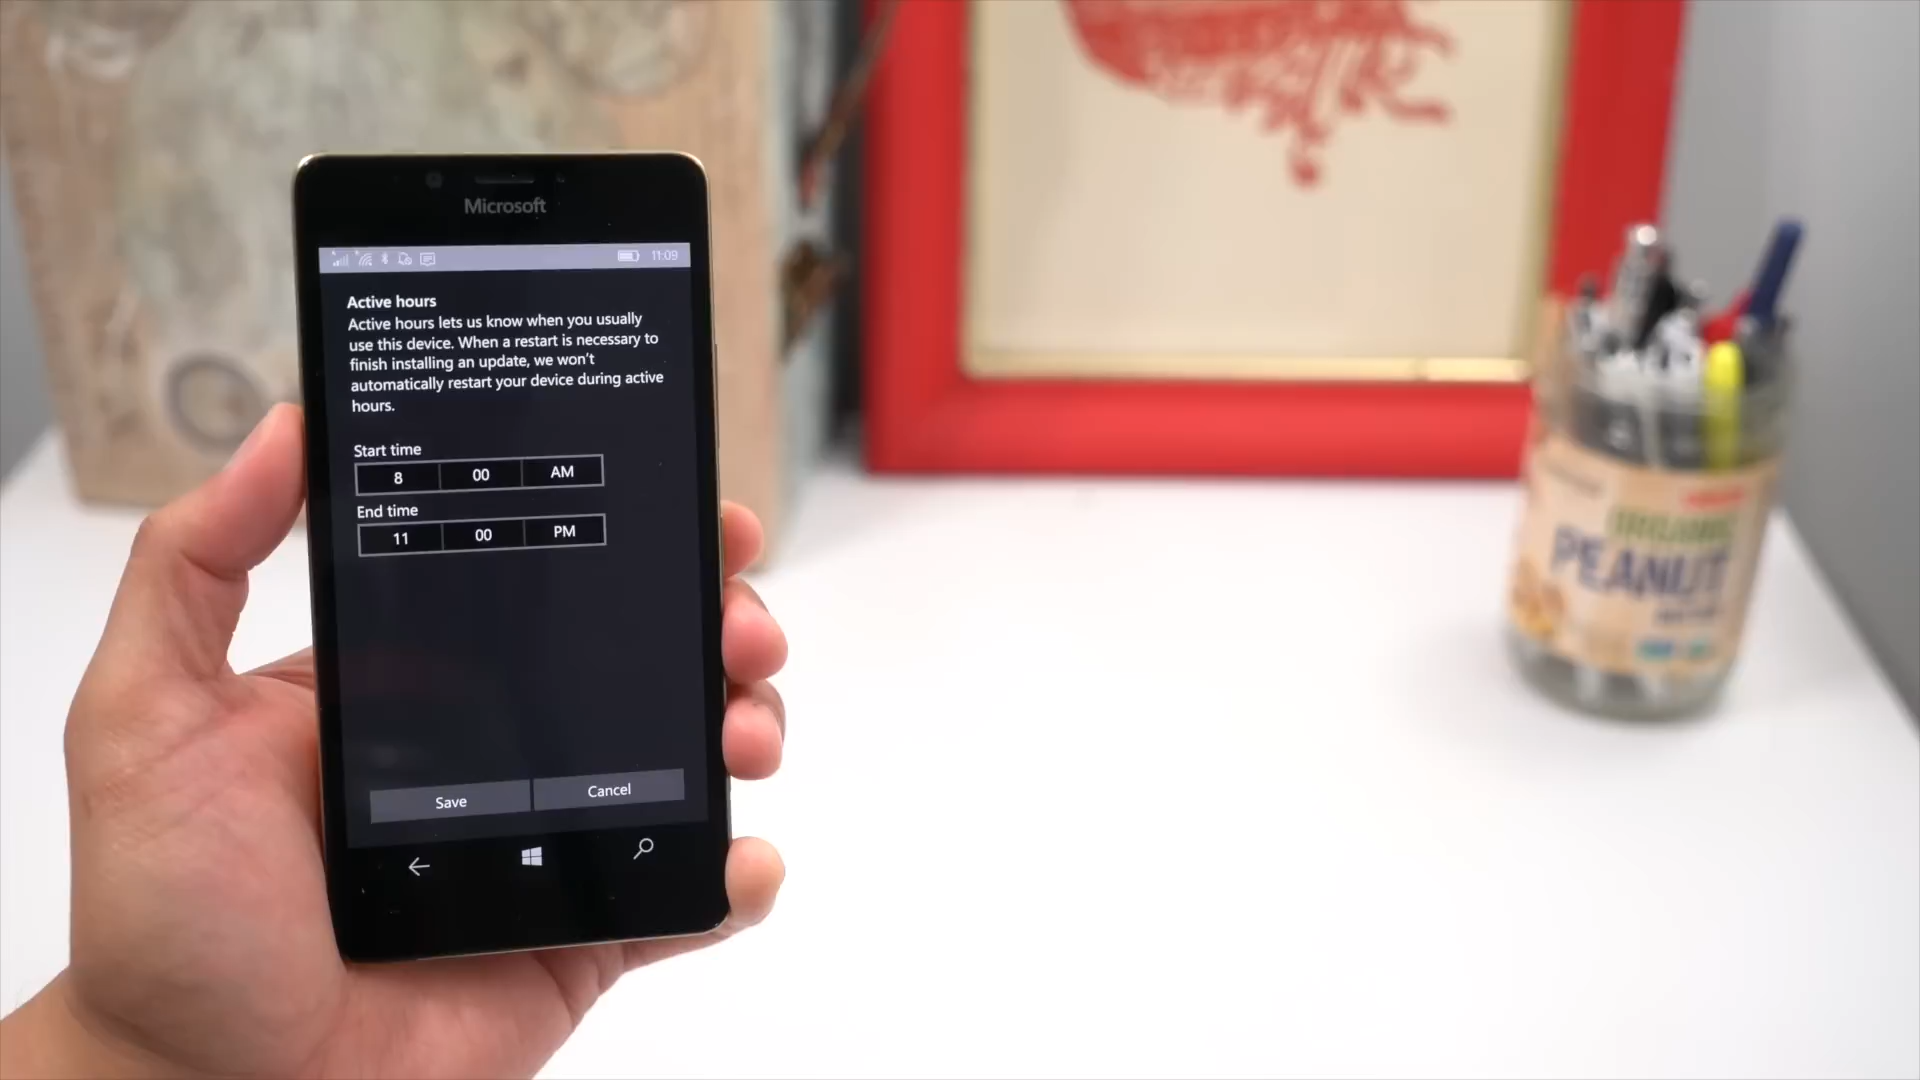 Microsoft
11:09
Active hours
Active hours lets us know when you usually
use this device. When a restart is necessary to
finish installing an update, we won't
automatically restart your device during active
hours.
Start time
8 00 AM
End time
11 00 PM
Save Cancel
ORGANIC
PEANUT